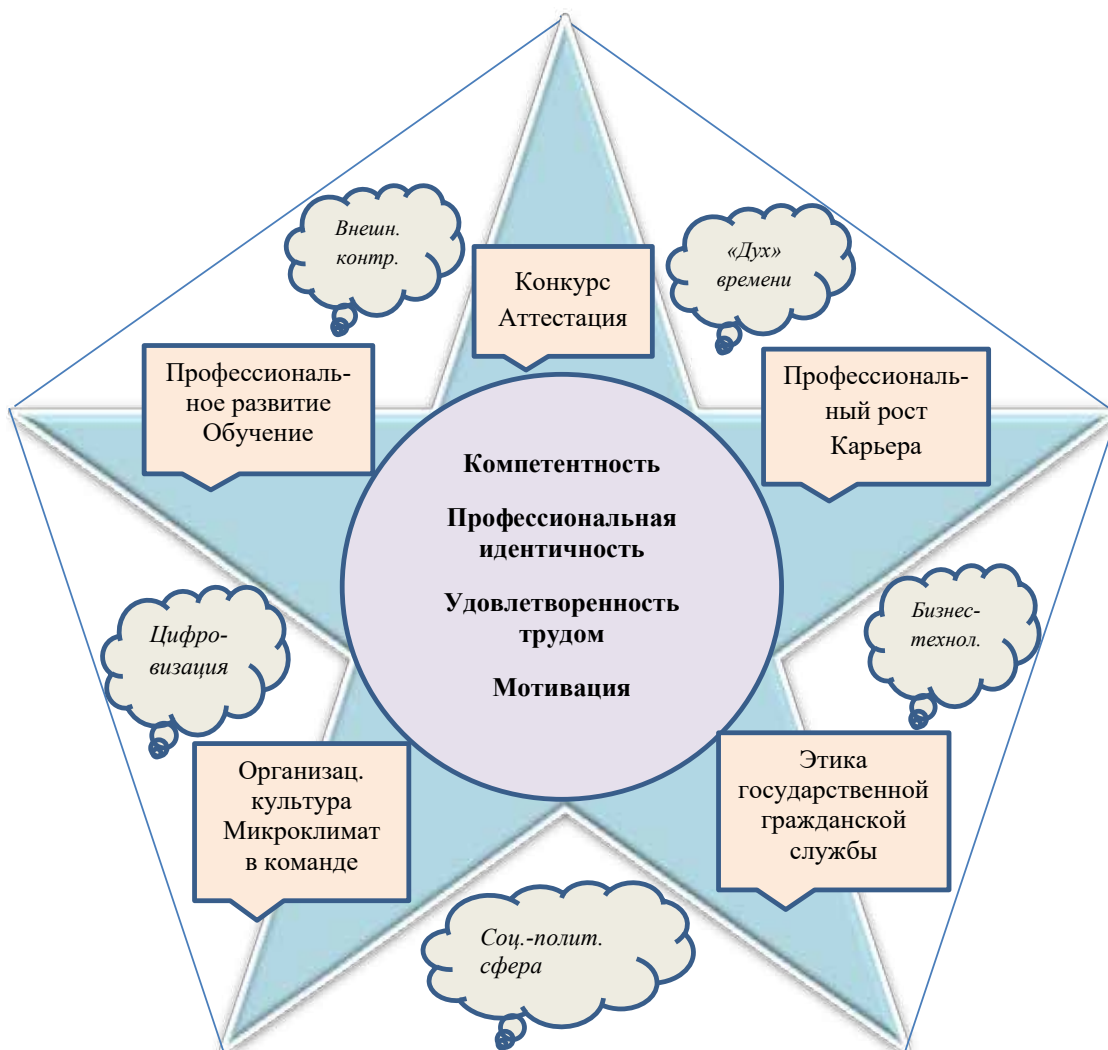 Внешн.
контр.
«Дух»
времени
Конкурс
Аттестация
Профессиональ-
ное развитие
Обучение
Профессиональ-
ный рост
Карьера
Компетентность
Профессиональная
идентичность
Удовлетворенность
трудом
Мотивация
Цифро-
визация
Бизнес-
технол.
Организац.
культура
Микроклимат
в команде
Этика
государственной
гражданской
службы
Соц.-полит.
сфера